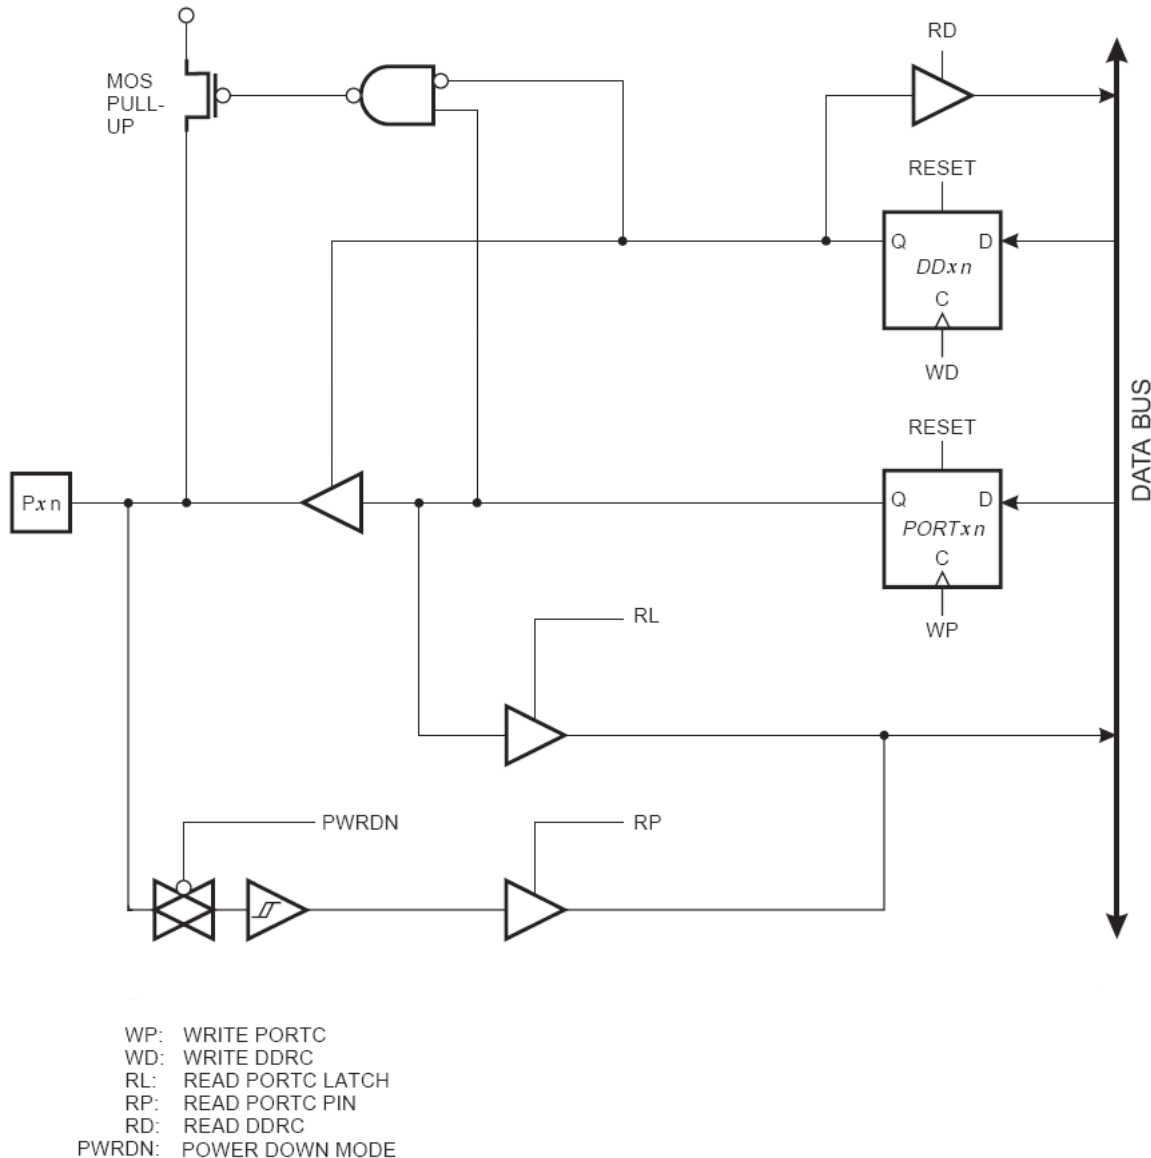 RD
MOS
PULL-
UP
RESET
Q D
DDxn
C
WD
RESET
DATA BUS
Pxn
Q D
PORTxn
C
WP
RL
PWRDN
RP
WP: WRITE PORTC
WD: WRITE DDRC
RL: READ PORTC LATCH
RP: READ PORTC PIN
RD: READ DDRC
PWRDN: POWER DOWN MODE